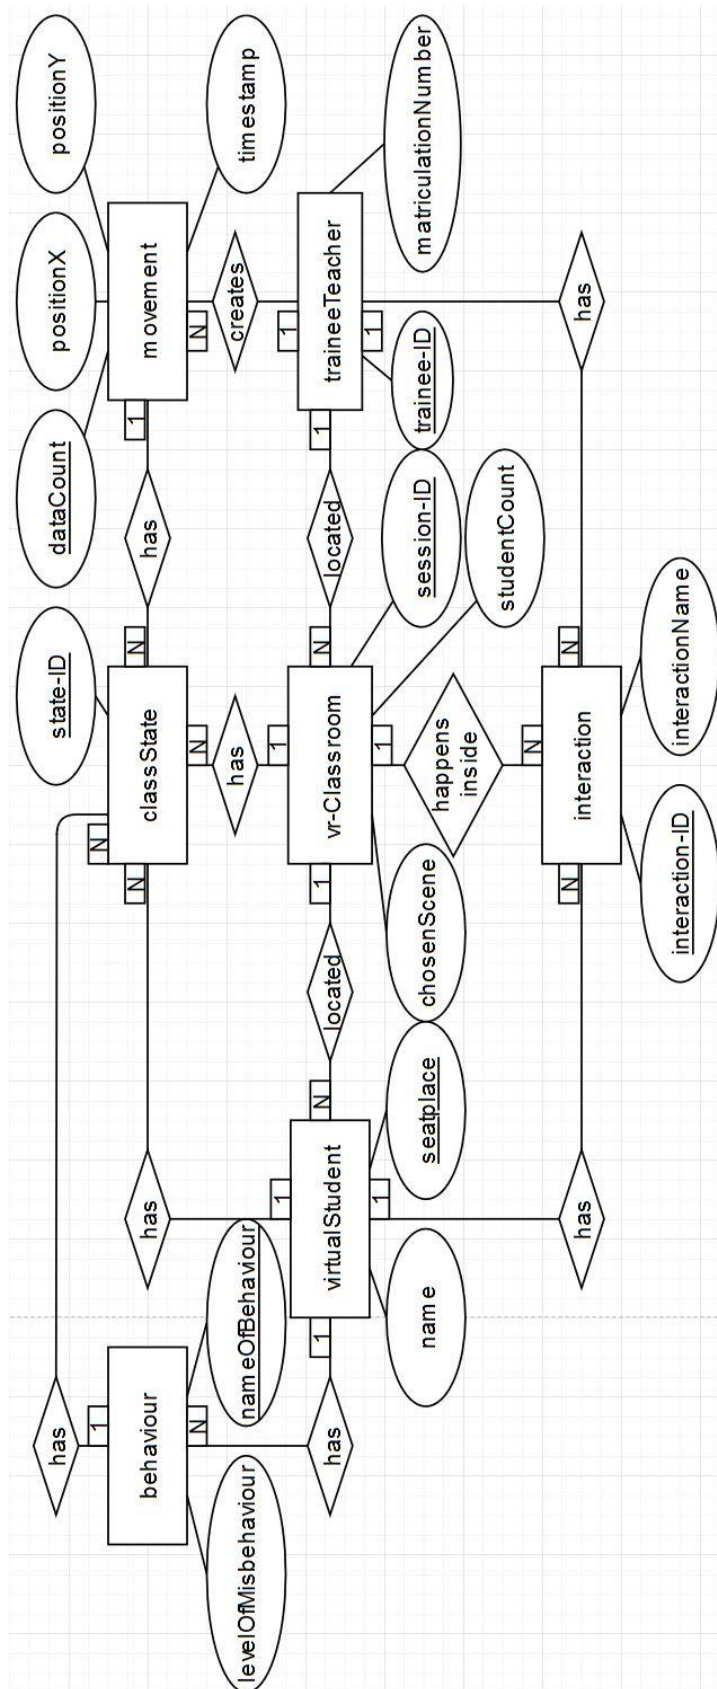 has
state-ID
dataCount
positionX
positionY
1
N
N
N
1
behaviour
has
classState
has
movement
N
N
N
levelOfMisbehaviour
nameOfBehaviour
has
creates
timestamp
1
1
1
1
N
1
N
1
has
virtualStudent
located
vr-Classroom
located
traineeTeacher
1
1
1
name
seatplace
chosenScene
session-ID
trainee-ID
matriculationNumber
happens
inside
studentCount
N
N
N
has
interaction
has
interaction-ID
interactionName